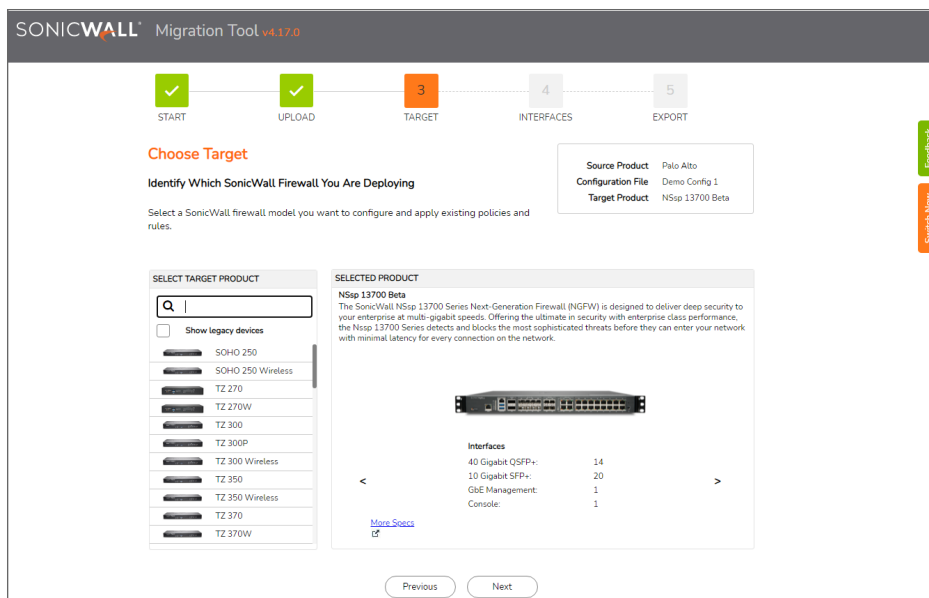 SONICWALL Migration Tool v4.17.0
3 4 5
START UPLOAD TARGET INTERFACES EXPORT
Choose Target
Identify Which SonicWall Firewall You Are Deploying
Select a SonicWall firewall model you want to configure and apply existing policies and
rules.
Source Product Palo Alto
Configuration File Demo Config 1
Target Product NSsp 13700 Beta
Feedback
Switch Now
SELECT TARGET PRODUCT
Show legacy devices
SOHO 250
SOHO 250 Wireless
TZ 270
TZ 270W
TZ 300
TZ 300P
TZ 300 Wireless
TZ 350
TZ 350 Wireless
TZ 370
TZ 370W
SELECTED PRODUCT
NSsp 13700 Beta
The SonicWall NSsp 13700 Series Next-Generation Firewall (NGFW) is designed to deliver deep security to
your enterprise at multi-gigabit speeds. Offering the ultimate in security with enterprise class performance,
the Nssp 13700 Series detects and blocks the most sophisticated threats before they can enter your network
with minimal latency for every connection on the network.
Interfaces
40 Gigabit QSFP+: 14
10 Gigabit SFP+: 20
GbE Management: 1
Console: 1
< >
More Specs
Previous Next